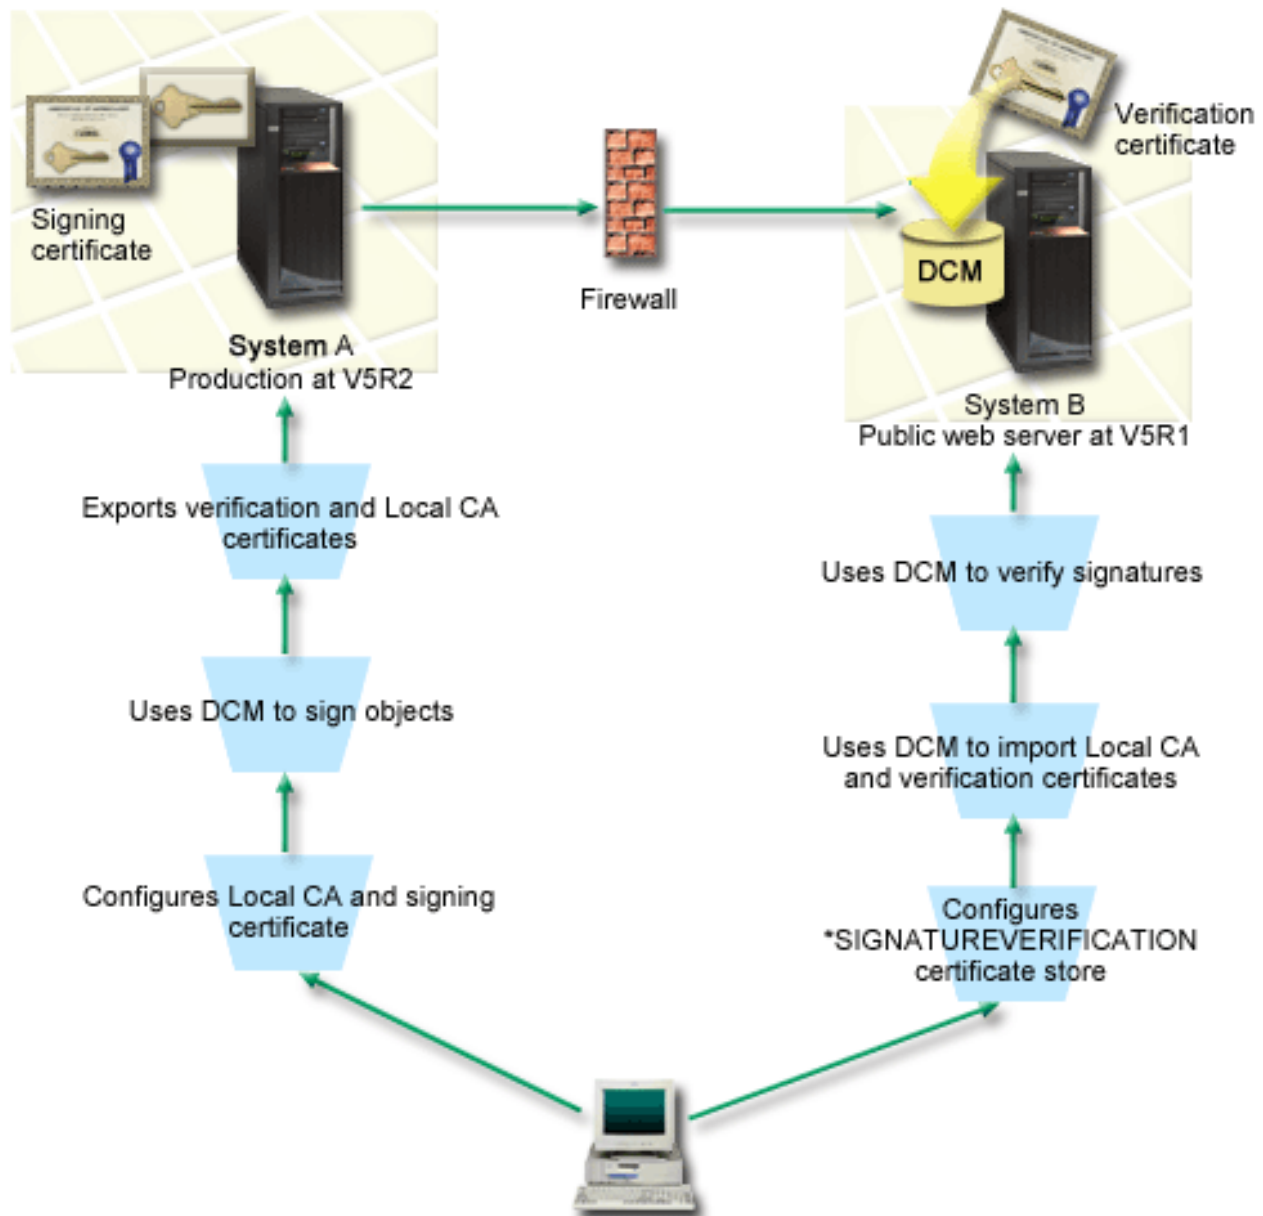 Signing
certificate
System A
Production at V5R2
Firewall
Verification
certificate
DCM
System B
Public web server at V5R1
Exports verification and Local CA
certificates
Uses DCM to sign objects
Configures Local CA and signing
certificate
Uses DCM to verify signatures
Uses DCM to import Local CA
and verification certificates
Configures
*SIGNATUREVERIFICATION
certificate store